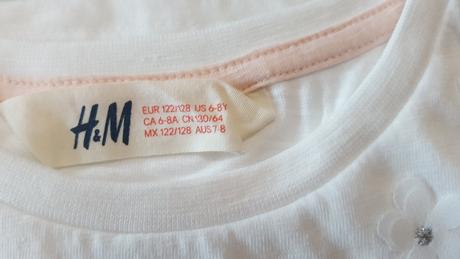 H&M
EUR 122/128 US 6-8Y
CA 6-8A CN 130/64
MX 122/128 AUS 7-8